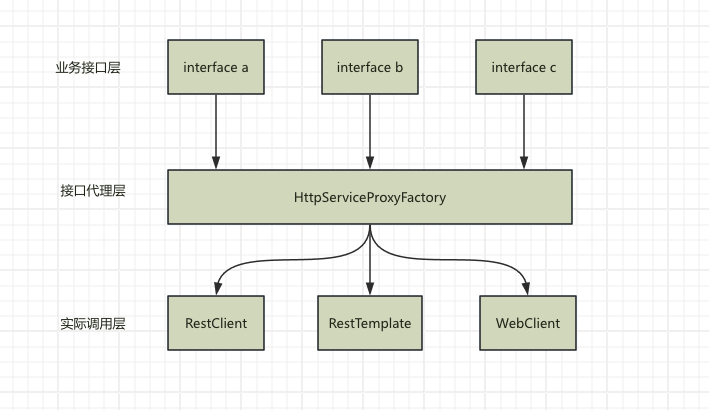 业务接口层
interface a
interface b
interface c
接口代理层
HttpServiceProxyFactory
实际调用层
RestClient
RestTemplate
WebClient